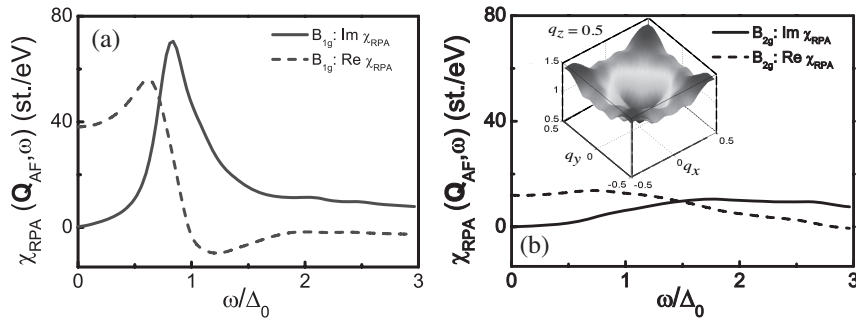 (a)
B1g: Im χRPA
B1g: Re χRPA
χRPA (QAF,ω) (st./eV)
80
40
0
0 1 2 3
ω/Δ0
(b)
B2g: Im χRPA
B2g: Re χRPA
χRPA (QAF,ω) (st./eV)
80
40
0
0 1 2 3
ω/Δ0
qz = 0.5
1.5
1
0.5
0.5
qy
0
-0.5
-0.5
0
qx
0.5